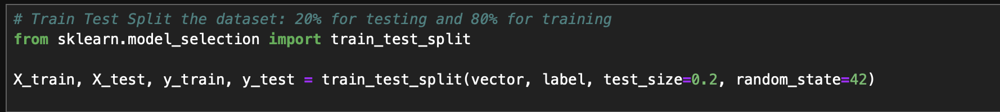 # Train Test Split the dataset: 20% for testing and 80% for training
from sklearn.model_selection import train_test_split
X_train, X_test, y_train, y_test = train_test_split(vector, label, test_size=0.2, random_state=42)